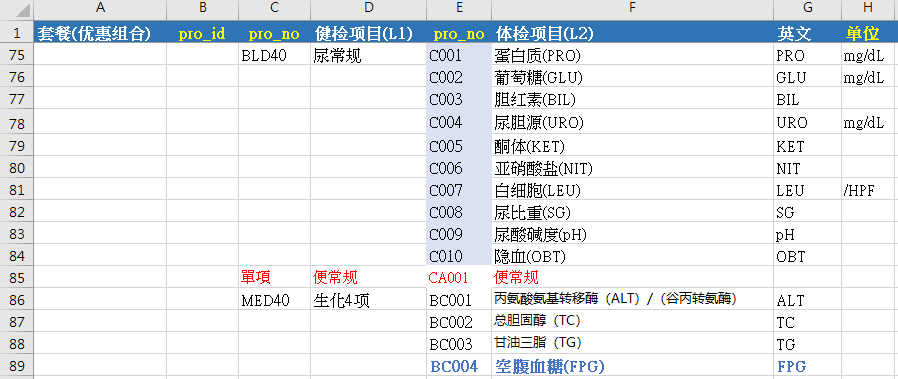 A B C D E F G H
1 套餐(优惠组合) pro_id pro_no 健检项目(L1) pro_no 体检项目(L2) 英文 单位
75 BLD40 尿常规 C001 蛋白质(PRO) PRO mg/dL
76 C002 葡萄糖(GLU) GLU mg/dL
77 C003 胆红素(BIL) BIL
78 C004 尿胆源(URO) URO mg/dL
79 C005 酮体(KET) KET
80 C006 亚硝酸盐(NIT) NIT
81 C007 白细胞(LEU) LEU /HPF
82 C008 尿比重(SG) SG
83 C009 尿酸碱度(pH) pH
84 C010 隐血(OBT) OBT
85 單項 便常规 CA001 便常规
86 MED40 生化4项 BC001 丙氨酸氨基转移酶（ALT）/（谷丙转氨酶） ALT
87 BC002 总胆固醇（TC） TC
88 BC003 甘油三脂（TG） TG
89 BC004 空腹血糖(FPG) FPG